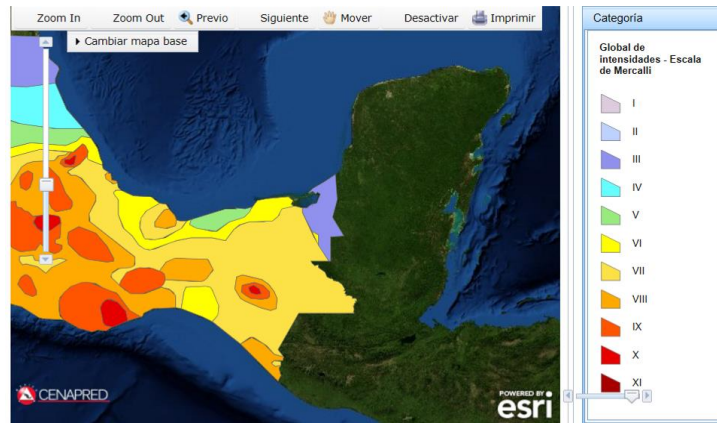 Zoom In Zoom Out Previo Siguiente Mover Desactivar Imprimir
Cambiar mapa base
CENAPRED
POWERED BY
esri
Categoría
Global de
intensidades - Escala
de Mercalli
I
II
III
IV
V
VI
VII
VIII
IX
X
XI